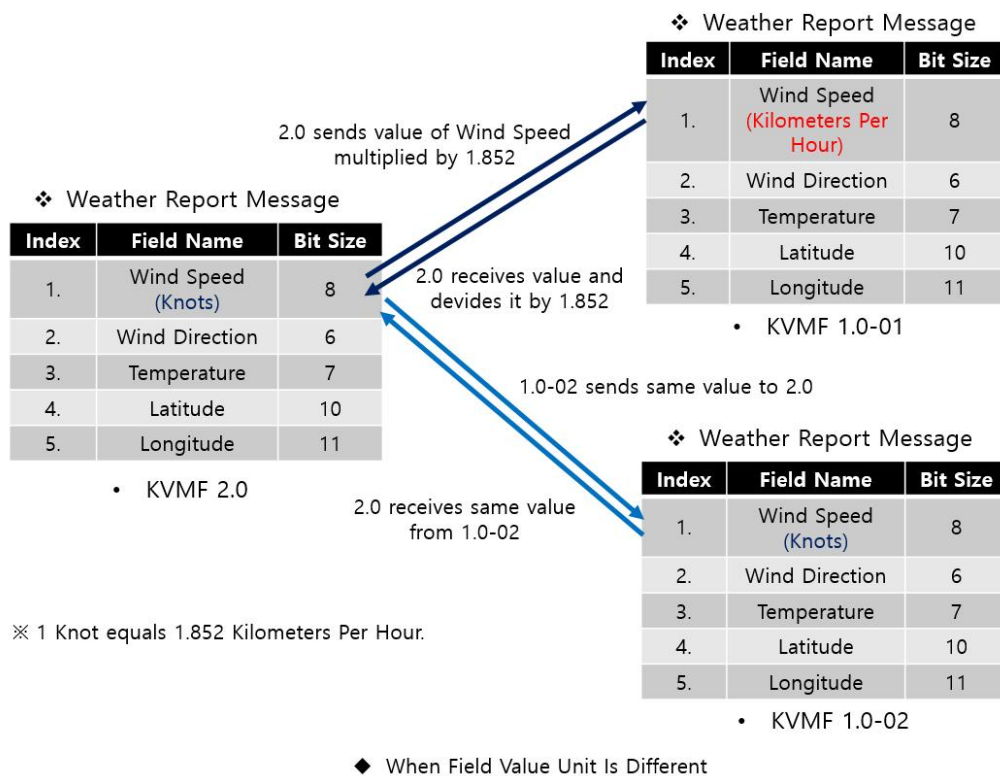 ❖ Weather Report Message
Index Field Name Bit Size
1. Wind Speed
(Kilometers Per
Hour) 8
2. Wind Direction 6
3. Temperature 7
4. Latitude 10
5. Longitude 11
• KVMF 1.0-01
2.0 sends value of Wind Speed
multiplied by 1.852
❖ Weather Report Message
Index Field Name Bit Size
1. Wind Speed
(Knots) 8
2. Wind Direction 6
3. Temperature 7
4. Latitude 10
5. Longitude 11
• KVMF 2.0
2.0 receives value and
devides it by 1.852
1.0-02 sends same value to 2.0
2.0 receives same value
from 1.0-02
❖ Weather Report Message
Index Field Name Bit Size
1. Wind Speed
(Knots) 8
2. Wind Direction 6
3. Temperature 7
4. Latitude 10
5. Longitude 11
• KVMF 1.0-02
※ 1 Knot equals 1.852 Kilometers Per Hour.
◆ When Field Value Unit Is Different